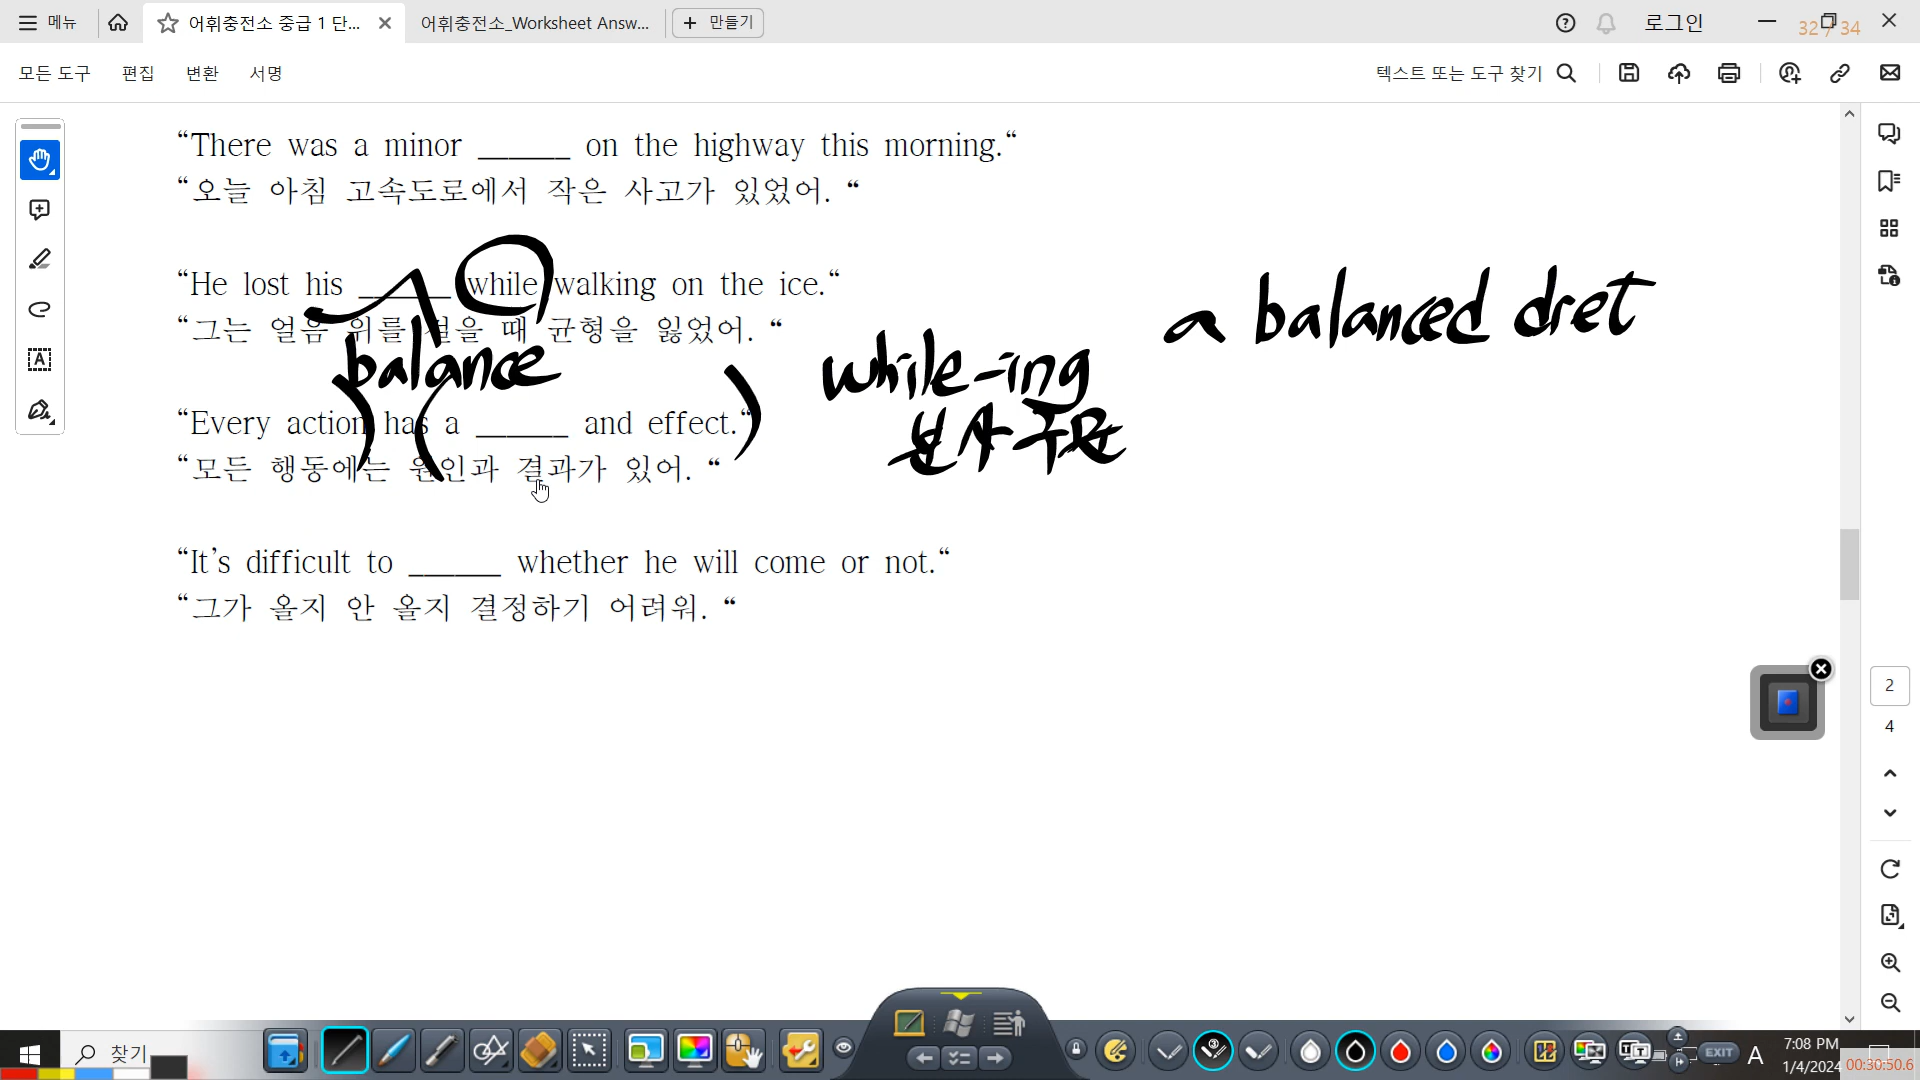 메뉴 어휘충전소 중급 1 단... 어휘충전소_Worksheet Answ... + 만들기 로그인 32 / 34
모든 도구 편집 변환 서명 텍스트 또는 도구 찾기
“There was a minor ______ on the highway this morning.“
“오늘 아침 고속도로에서 작은 사고가 있었어. “
“He lost his ______ while walking on the ice.“
a balanced diet
“그는 얼음 위를 걸을 때 균형을 잃었어. “
balance
while-ing
분사구문
“Every action has a ______ and effect.“
“모든 행동에는 원인과 결과가 있어. “
“It’s difficult to ______ whether he will come or not.“
“그가 올지 안 올지 결정하기 어려워. “
2
4
찾기
EXIT A
7:08 PM
1/4/2024
00:30:50.6